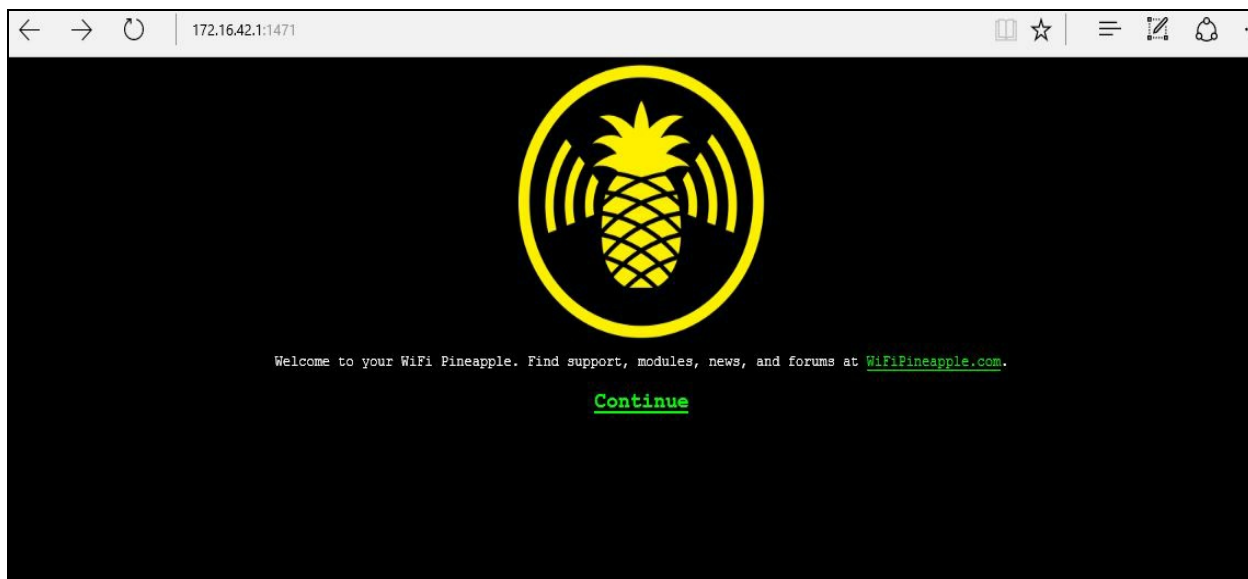 172.16.42.1:1471
Welcome to your WiFi Pineapple. Find support, modules, news, and forums at WiFiPineapple.com.
Continue